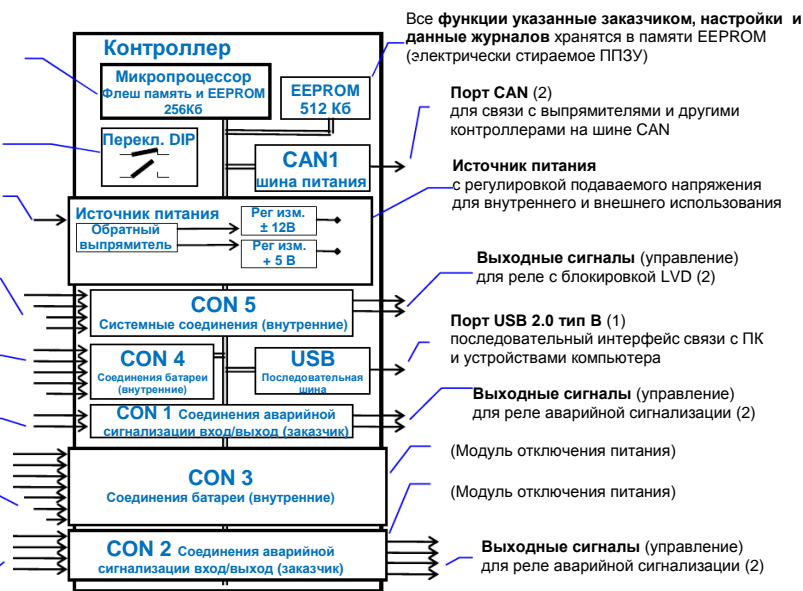 Все функции указанные заказчиком, настройки и
данные журналов хранятся в памяти EEPROM
(электрически стираемое ППЗУ)
Контроллер
Микропроцессор
Флеш память и EEPROM
256Кб
EEPROM
512 Кб
Порт CAN (2)
для связи с выпрямителями и другими
контроллерами на шине CAN
Перекл. DIP
CAN1
шина питания
Источник питания
с регулировкой подаваемого напряжения
для внутреннего и внешнего использования
Источник питания
Обратный
выпрямитель
Рег изм.
± 12В
Рег изм.
+ 5 В
Выходные сигналы (управление)
для реле с блокировкой LVD (2)
CON 5
Системные соединения (внутренние)
Порт USB 2.0 тип В (1)
последовательный интерфейс связи с ПК
и устройствами компьютера
CON 4
Соединения батареи
(внутренние)
USB
Последовательная
шина
Выходные сигналы (управление)
для реле аварийной сигнализации (2)
CON 1 Соединения аварийной
сигнализации вход/выход (заказчик)
(Модуль отключения питания)
CON 3
Соединения батареи (внутренние)
(Модуль отключения питания)
CON 2 Соединения аварийной
сигнализации вход/выход (заказчик)
Выходные сигналы (управление)
для реле аварийной сигнализации (2)